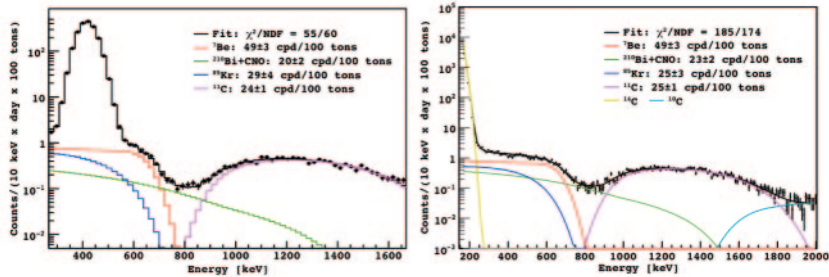 Counts/(10 keV x day x 100 tons)
10²
10
1
10⁻¹
10⁻²
Fit: χ²/NDF = 55/60
⁷Be: 49±3 cpd/100 tons
²¹⁰Bi+CNO: 20±2 cpd/100 tons
⁸⁵Kr: 29±4 cpd/100 tons
¹¹C: 24±1 cpd/100 tons
400 600 800 1000 1200 1400 1600
Energy [keV]
Counts/(10 keV x day x 100 tons)
10⁵
10⁴
10³
10²
10
1
10⁻¹
10⁻²
10⁻³
Fit: χ²/NDF = 185/174
⁷Be: 49±3 cpd/100 tons
²¹⁰Bi+CNO: 23±2 cpd/100 tons
⁸⁵Kr: 25±3 cpd/100 tons
¹¹C: 25±1 cpd/100 tons
¹⁴C ¹⁰C
200 400 600 800 1000 1200 1400 1600 1800 2000
Energy [keV]